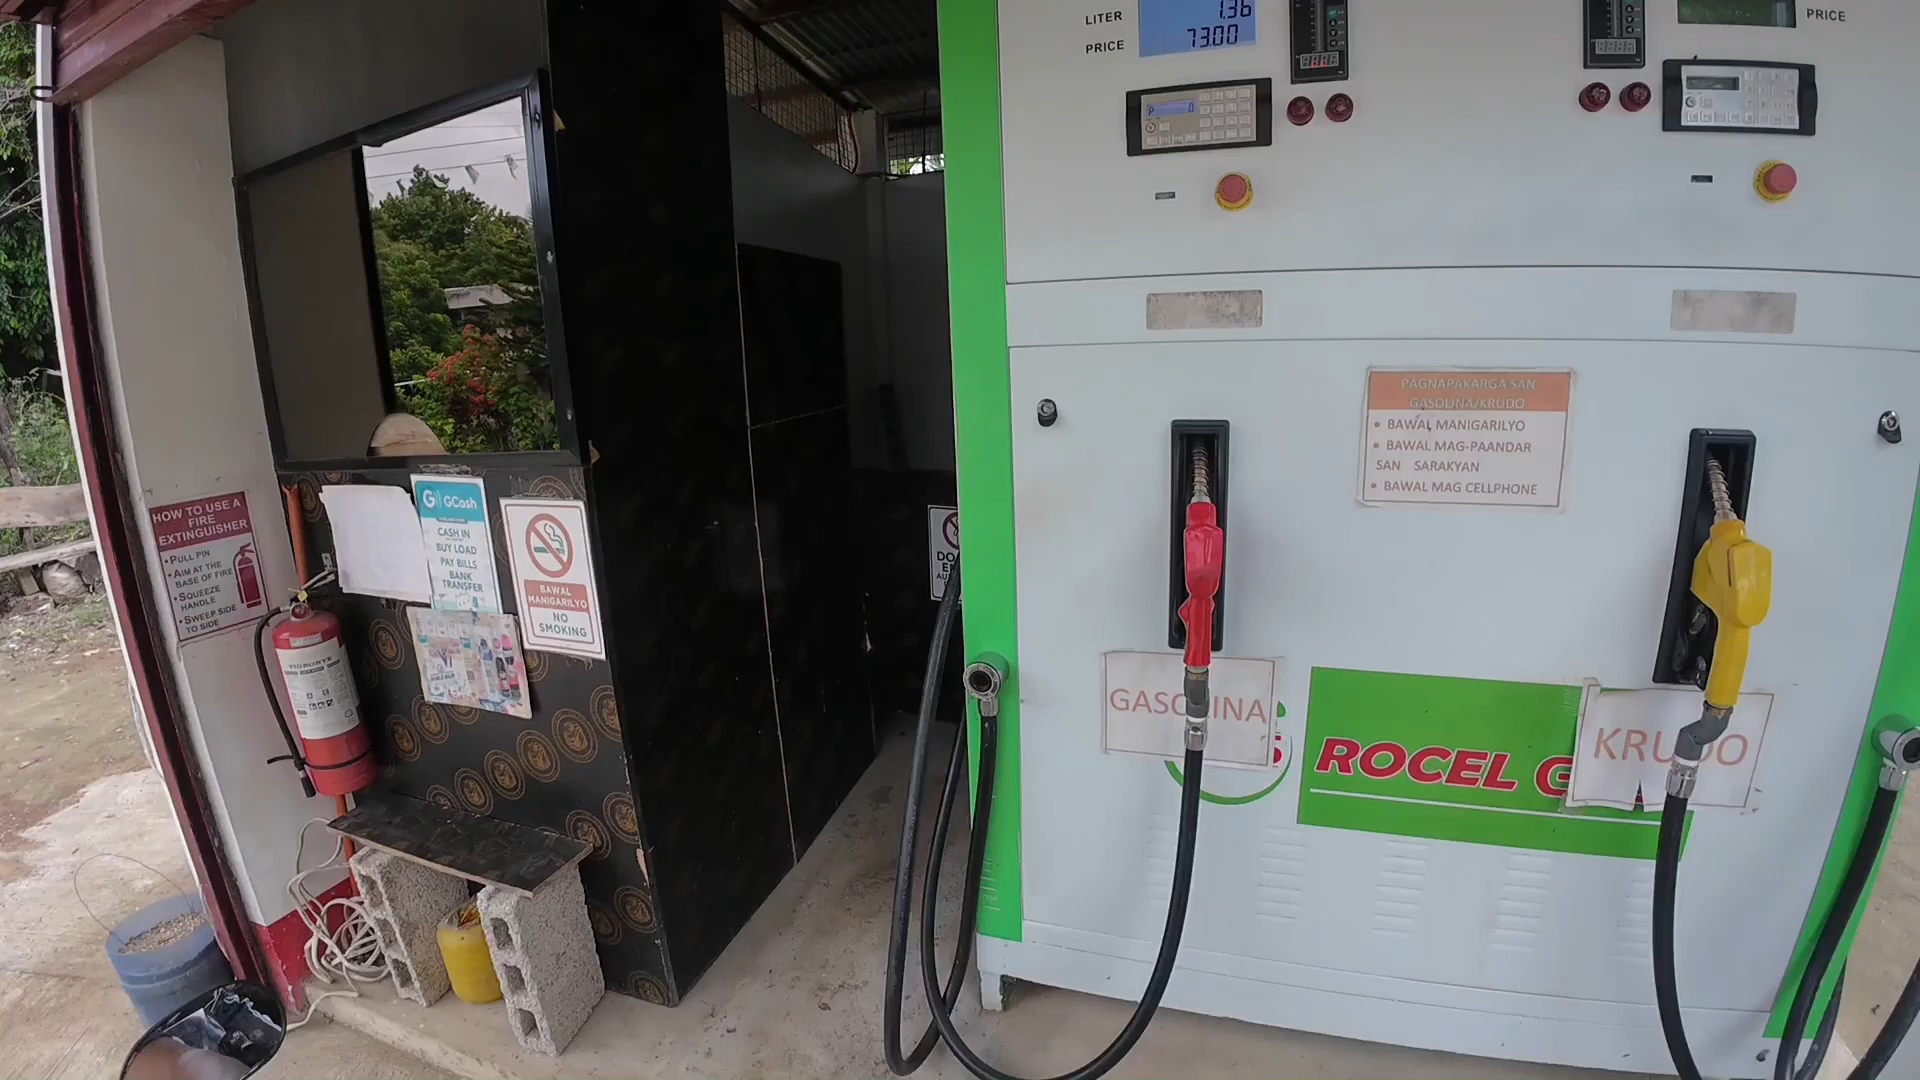 LITER
1.36
PRICE
73.00
PRICE
PAGNAPAKARGA SAN
GASOLINA/KRUDO
• BAWAL MANIGARILYO
• BAWAL MAG-PAANDAR
SAN SARAKYAN
• BAWAL MAG CELLPHONE
GASOLINA
ROCEL G
KRUDO
HOW TO USE A
FIRE
EXTINGUISHER
• PULL PIN
• AIM AT THE
BASE OF FIRE
• SQUEEZE
HANDLE
• SWEEP SIDE
TO SIDE
GCash
CASH IN
BUY LOAD
PAY BILLS
BANK
TRANSFER
BAWAL
MANIGARILYO
NO
SMOKING